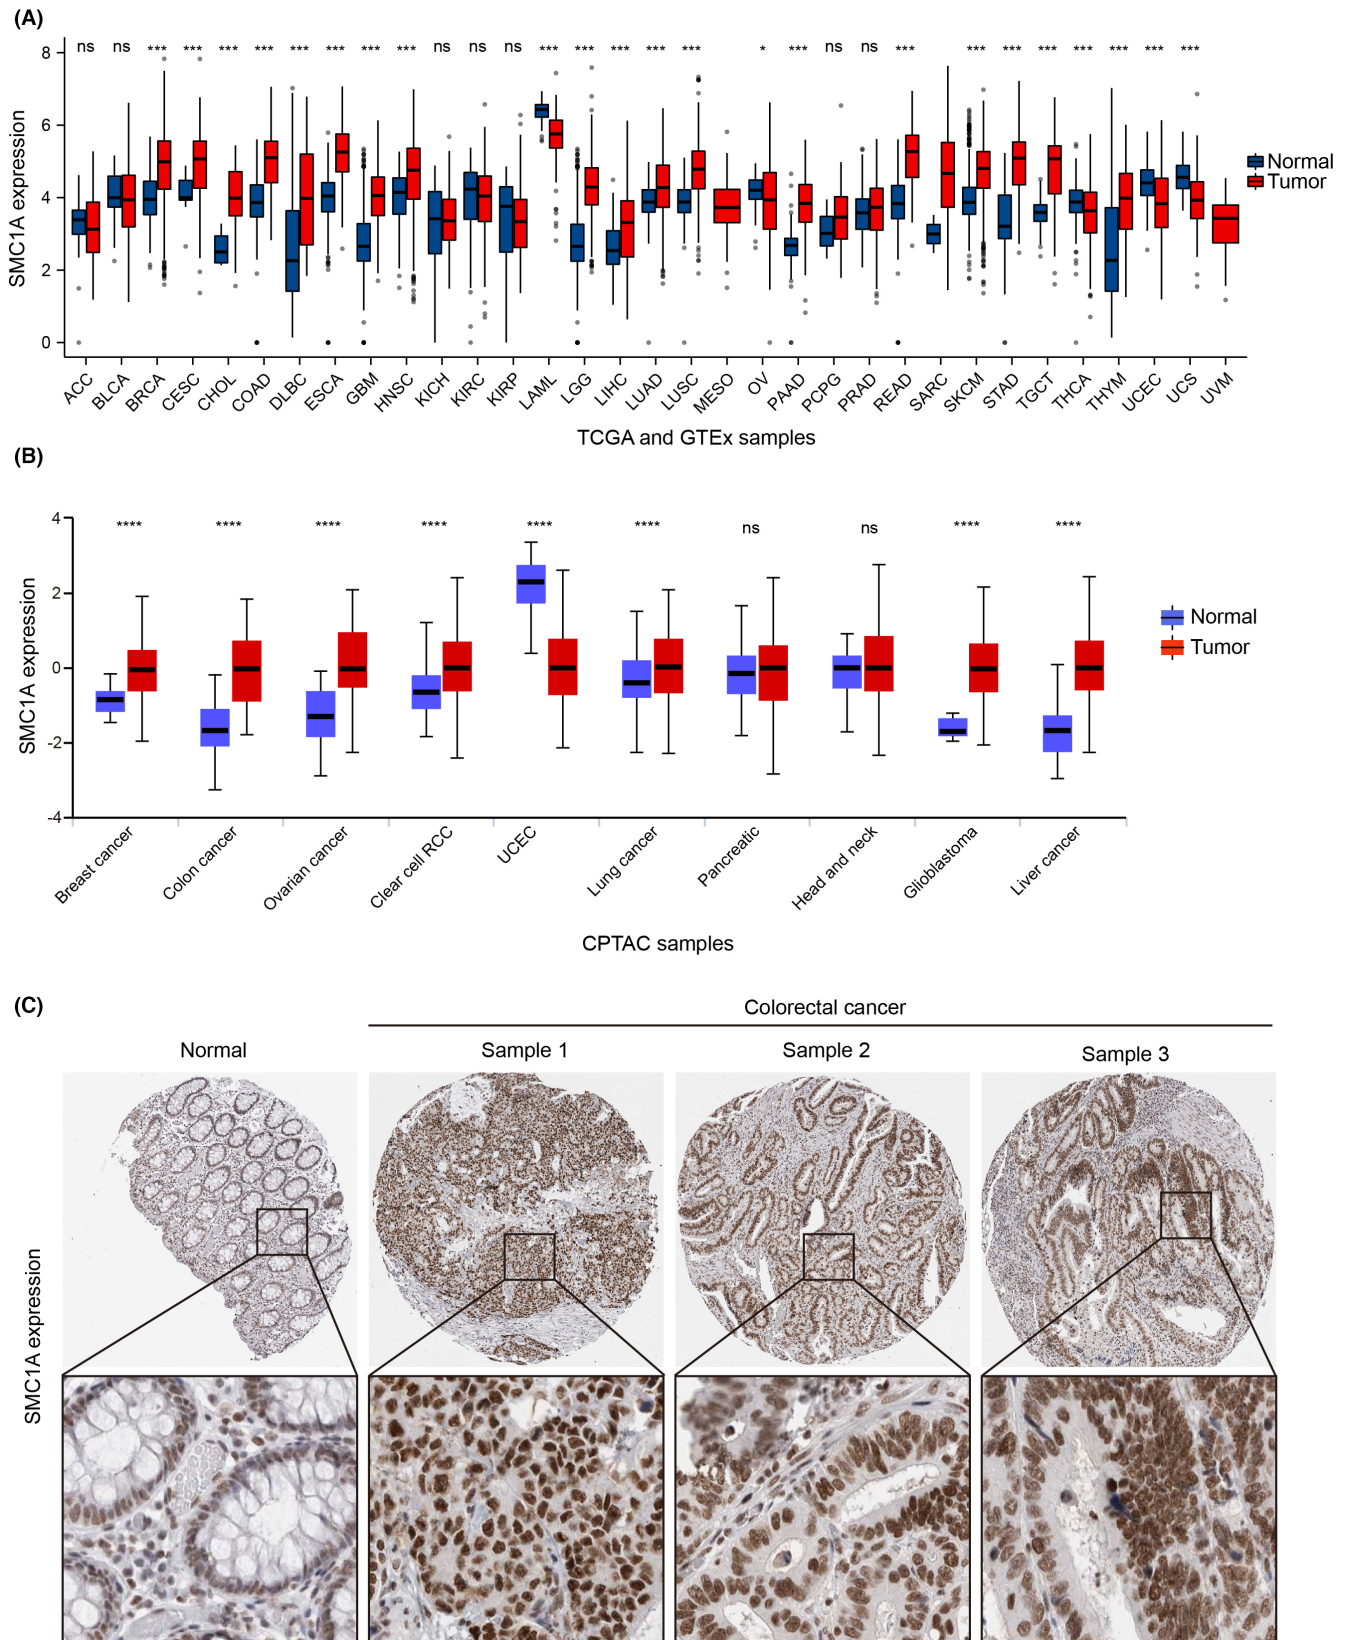 (A)
ns ns *** *** *** *** *** *** *** *** ns ns ns *** *** *** *** *** * *** ns ns *** *** *** *** *** *** *** ***
8
6
4
2
0
SMC1A expression
Normal
Tumor
ACC BLCA BRCA CESC CHOL COAD DLBC ESCA GBM HNSC KICH KIRC KIRP LAML LGG LIHC LUAD LUSC MESO OV PAAD PCPG PRAD READ SARC SKCM STAD TGCT THCA THYM UCEC UCS UVM
TCGA and GTEx samples
(B)
**** **** **** **** **** **** ns ns **** ****
4
2
0
-2
-4
SMC1A expression
Normal
Tumor
Breast cancer Colon cancer Ovarian cancer Clear cell RCC UCEC Lung cancer Pancreatic Head and neck Glioblastoma Liver cancer
CPTAC samples
(C)
Colorectal cancer
Normal Sample 1 Sample 2 Sample 3
SMC1A expression